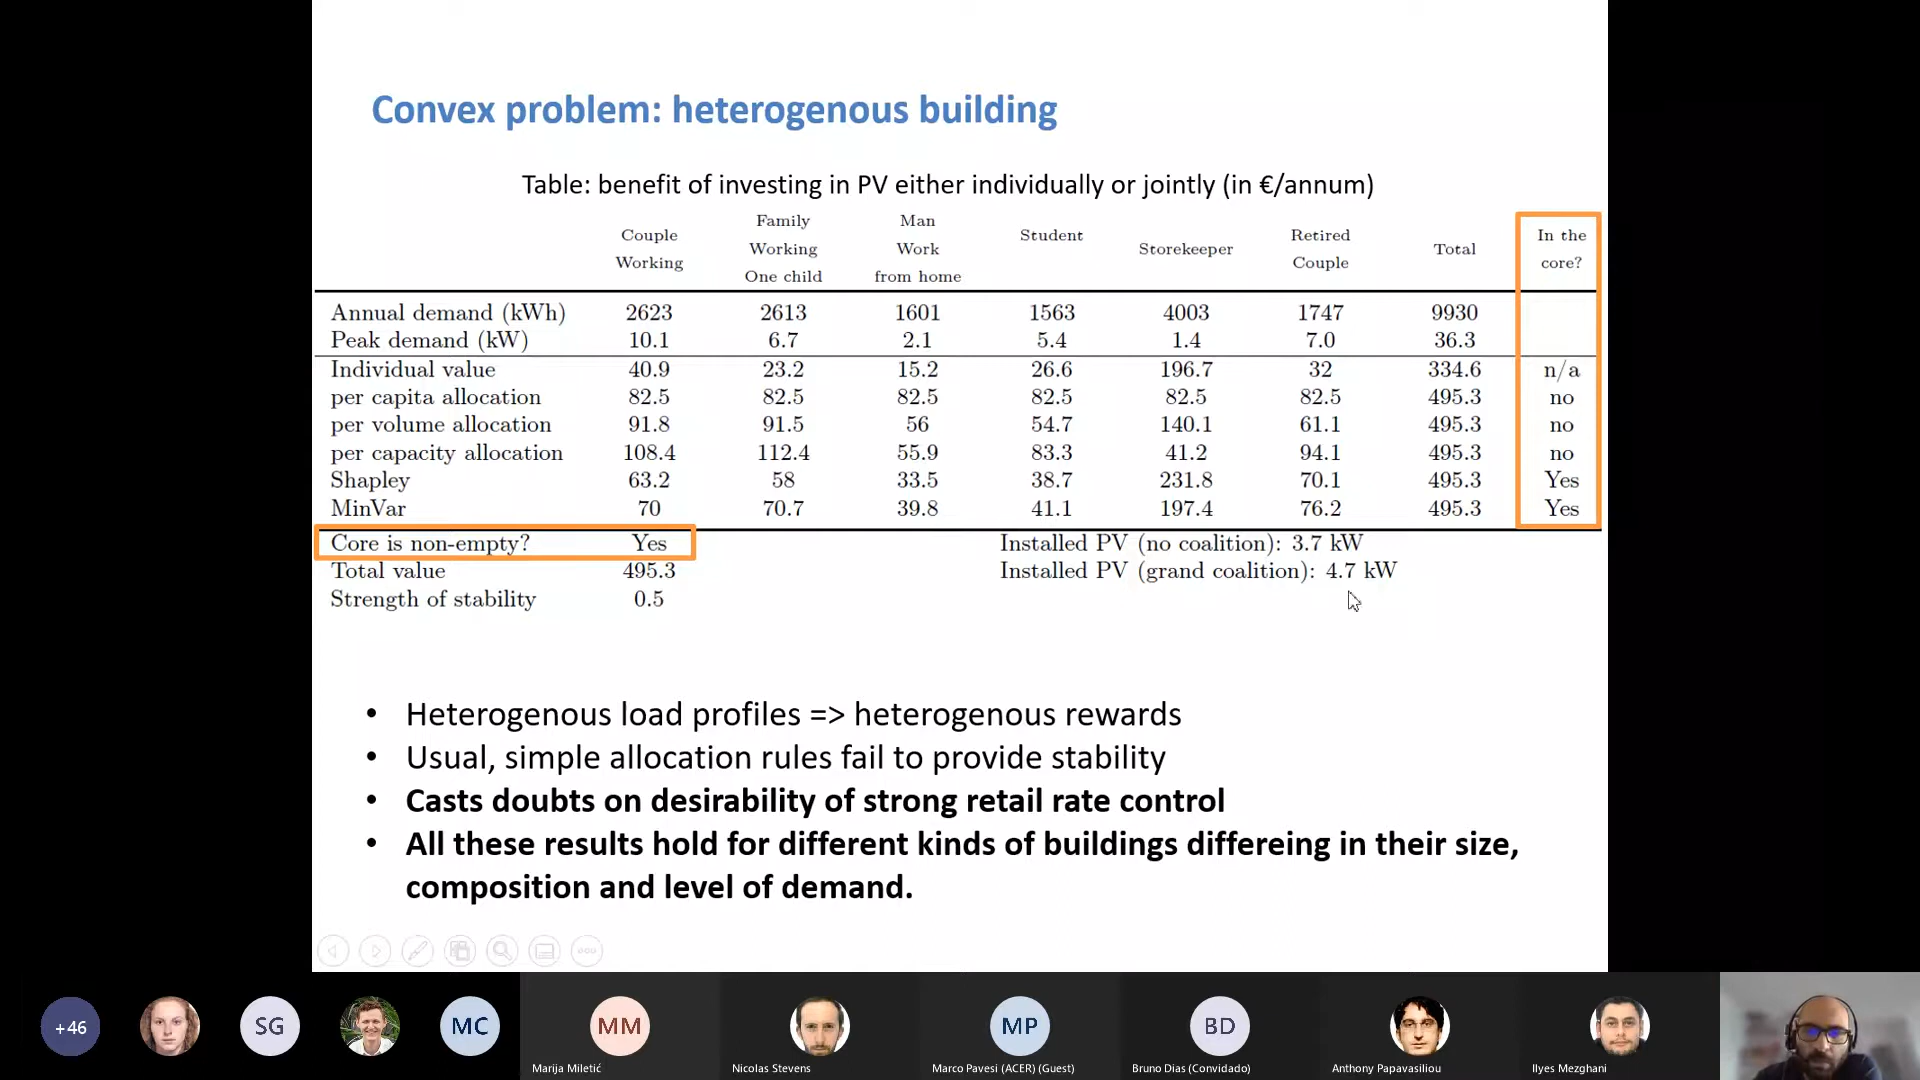 Convex problem: heterogenous building
Table: benefit of investing in PV either individually or jointly (in €/annum)
Couple Working Family Working One child Man Work from home Student Storekeeper Retired Couple Total In the core?
Annual demand (kWh) 2623 2613 1601 1563 4003 1747 9930
Peak demand (kW) 10.1 6.7 2.1 5.4 1.4 7.0 36.3
Individual value 40.9 23.2 15.2 26.6 196.7 32 334.6 n/a
per capita allocation 82.5 82.5 82.5 82.5 82.5 82.5 495.3 no
per volume allocation 91.8 91.5 56 54.7 140.1 61.1 495.3 no
per capacity allocation 108.4 112.4 55.9 83.3 41.2 94.1 495.3 no
Shapley 63.2 58 33.5 38.7 231.8 70.1 495.3 Yes
MinVar 70 70.7 39.8 41.1 197.4 76.2 495.3 Yes
Core is non-empty? Yes Installed PV (no coalition): 3.7 kW
Total value 495.3 Installed PV (grand coalition): 4.7 kW
Strength of stability 0.5
• Heterogenous load profiles => heterogenous rewards
• Usual, simple allocation rules fail to provide stability
• Casts doubts on desirability of strong retail rate control
• All these results hold for different kinds of buildings differeing in their size,
composition and level of demand.
+46 SG MC MM MP BD
Marija Miletić Nicolas Stevens Marco Pavesi (ACER) (Guest) Bruno Dias (Convidado) Anthony Papavasiliou Ilyes Mezghani